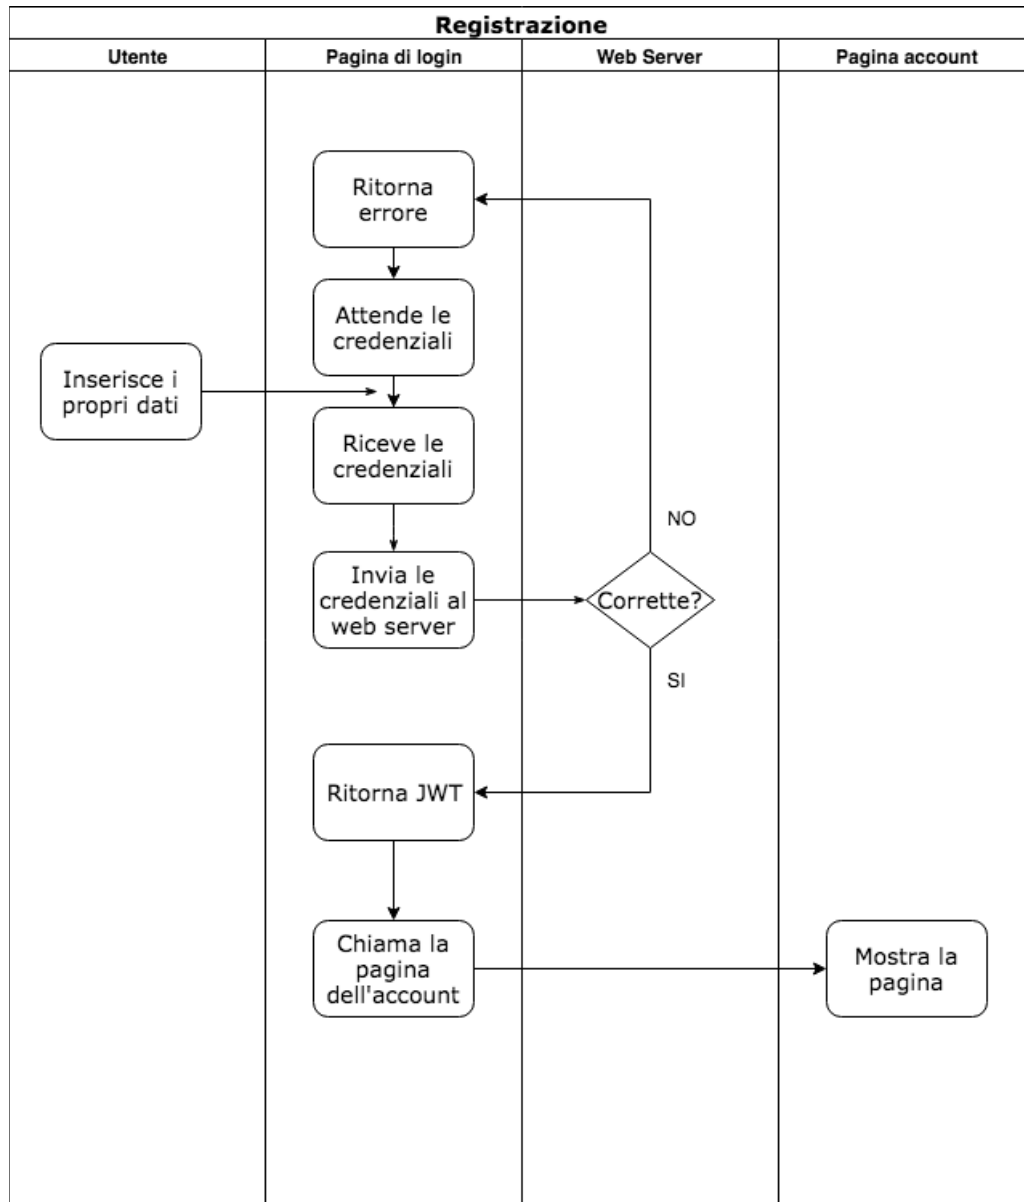 Registrazione
Utente
Pagina di login
Web Server
Pagina account
Ritorna
errore
Attende le
credenziali
Inserisce i
propri dati
Riceve le
credenziali
NO
Invia le
credenziali al
web server
Corrette?
SI
Ritorna JWT
Chiama la
pagina
dell'account
Mostra la
pagina